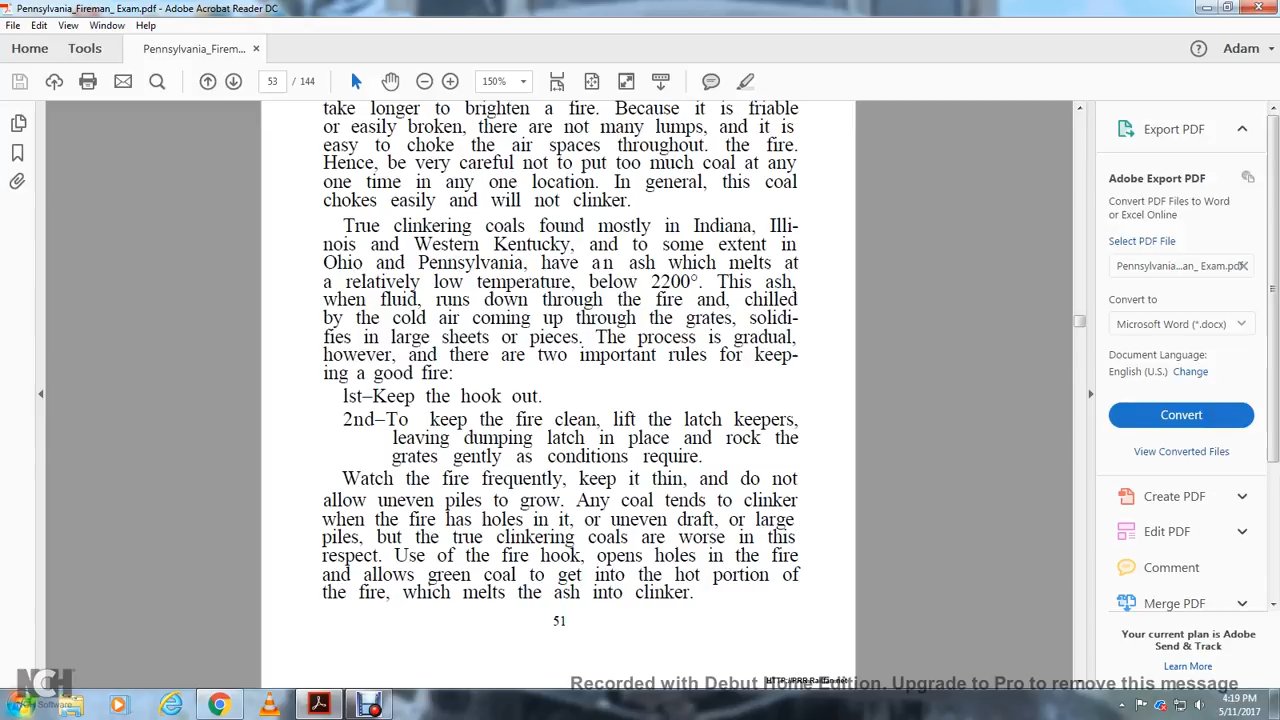 Pennsylvania_Fireman_ Exam.pdf - Adobe Acrobat Reader DC
File Edit View Window Help
Home Tools Pennsylvania_Firem... × Adam
53 / 144 150%
take longer to brighten a fire. Because it is friable
or easily broken, there are not many lumps, and it is
easy to choke the air spaces throughout. the fire.
Hence, be very careful not to put too much coal at any
one time in any one location. In general, this coal
chokes easily and will not clinker.
True clinkering coals found mostly in Indiana, Illi-
nois and Western Kentucky, and to some extent in
Ohio and Pennsylvania, have an ash which melts at
a relatively low temperature, below 2200°. This ash,
when fluid, runs down through the fire and, chilled
by the cold air coming up through the grates, solidi-
fies in large sheets or pieces. The process is gradual,
however, and there are two important rules for keep-
ing a good fire:
1st–Keep the hook out.
2nd–To keep the fire clean, lift the latch keepers,
leaving dumping latch in place and rock the
grates gently as conditions require.
Watch the fire frequently, keep it thin, and do not
allow uneven piles to grow. Any coal tends to clinker
when the fire has holes in it, or uneven draft, or large
piles, but the true clinkering coals are worse in this
respect. Use of the fire hook, opens holes in the fire
and allows green coal to get into the hot portion of
the fire, which melts the ash into clinker.
51
HTTP://PRR.Railfan.net
Export PDF
Adobe Export PDF
Convert PDF Files to Word
or Excel Online
Select PDF File
Pennsylvania...an_ Exam.pdf
Convert to
Microsoft Word (*.docx)
Document Language:
English (U.S.) Change
Convert
View Converted Files
Create PDF
Edit PDF
Comment
Merge PDF
Your current plan is Adobe
Send & Track
Learn More
Recorded with Debut Home Edition. Upgrade to Pro to remove this message
NCH
NCH Software
4:19 PM
5/11/2017